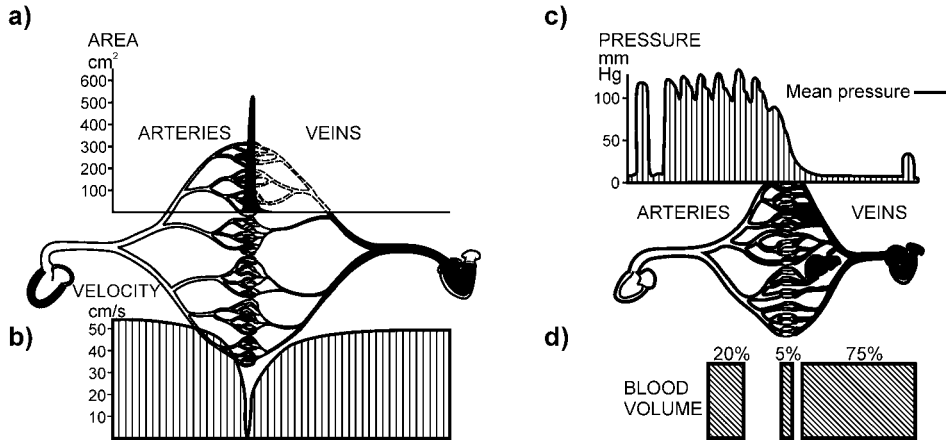 a)
AREA
cm²
600
500
400
300
200
100
ARTERIES
VEINS
VELOCITY
cm/s
b)
50
40
30
20
10
c)
PRESSURE
mm
Hg
100
50
0
Mean pressure
ARTERIES
VEINS
d)
20% 5% 75%
BLOOD
VOLUME